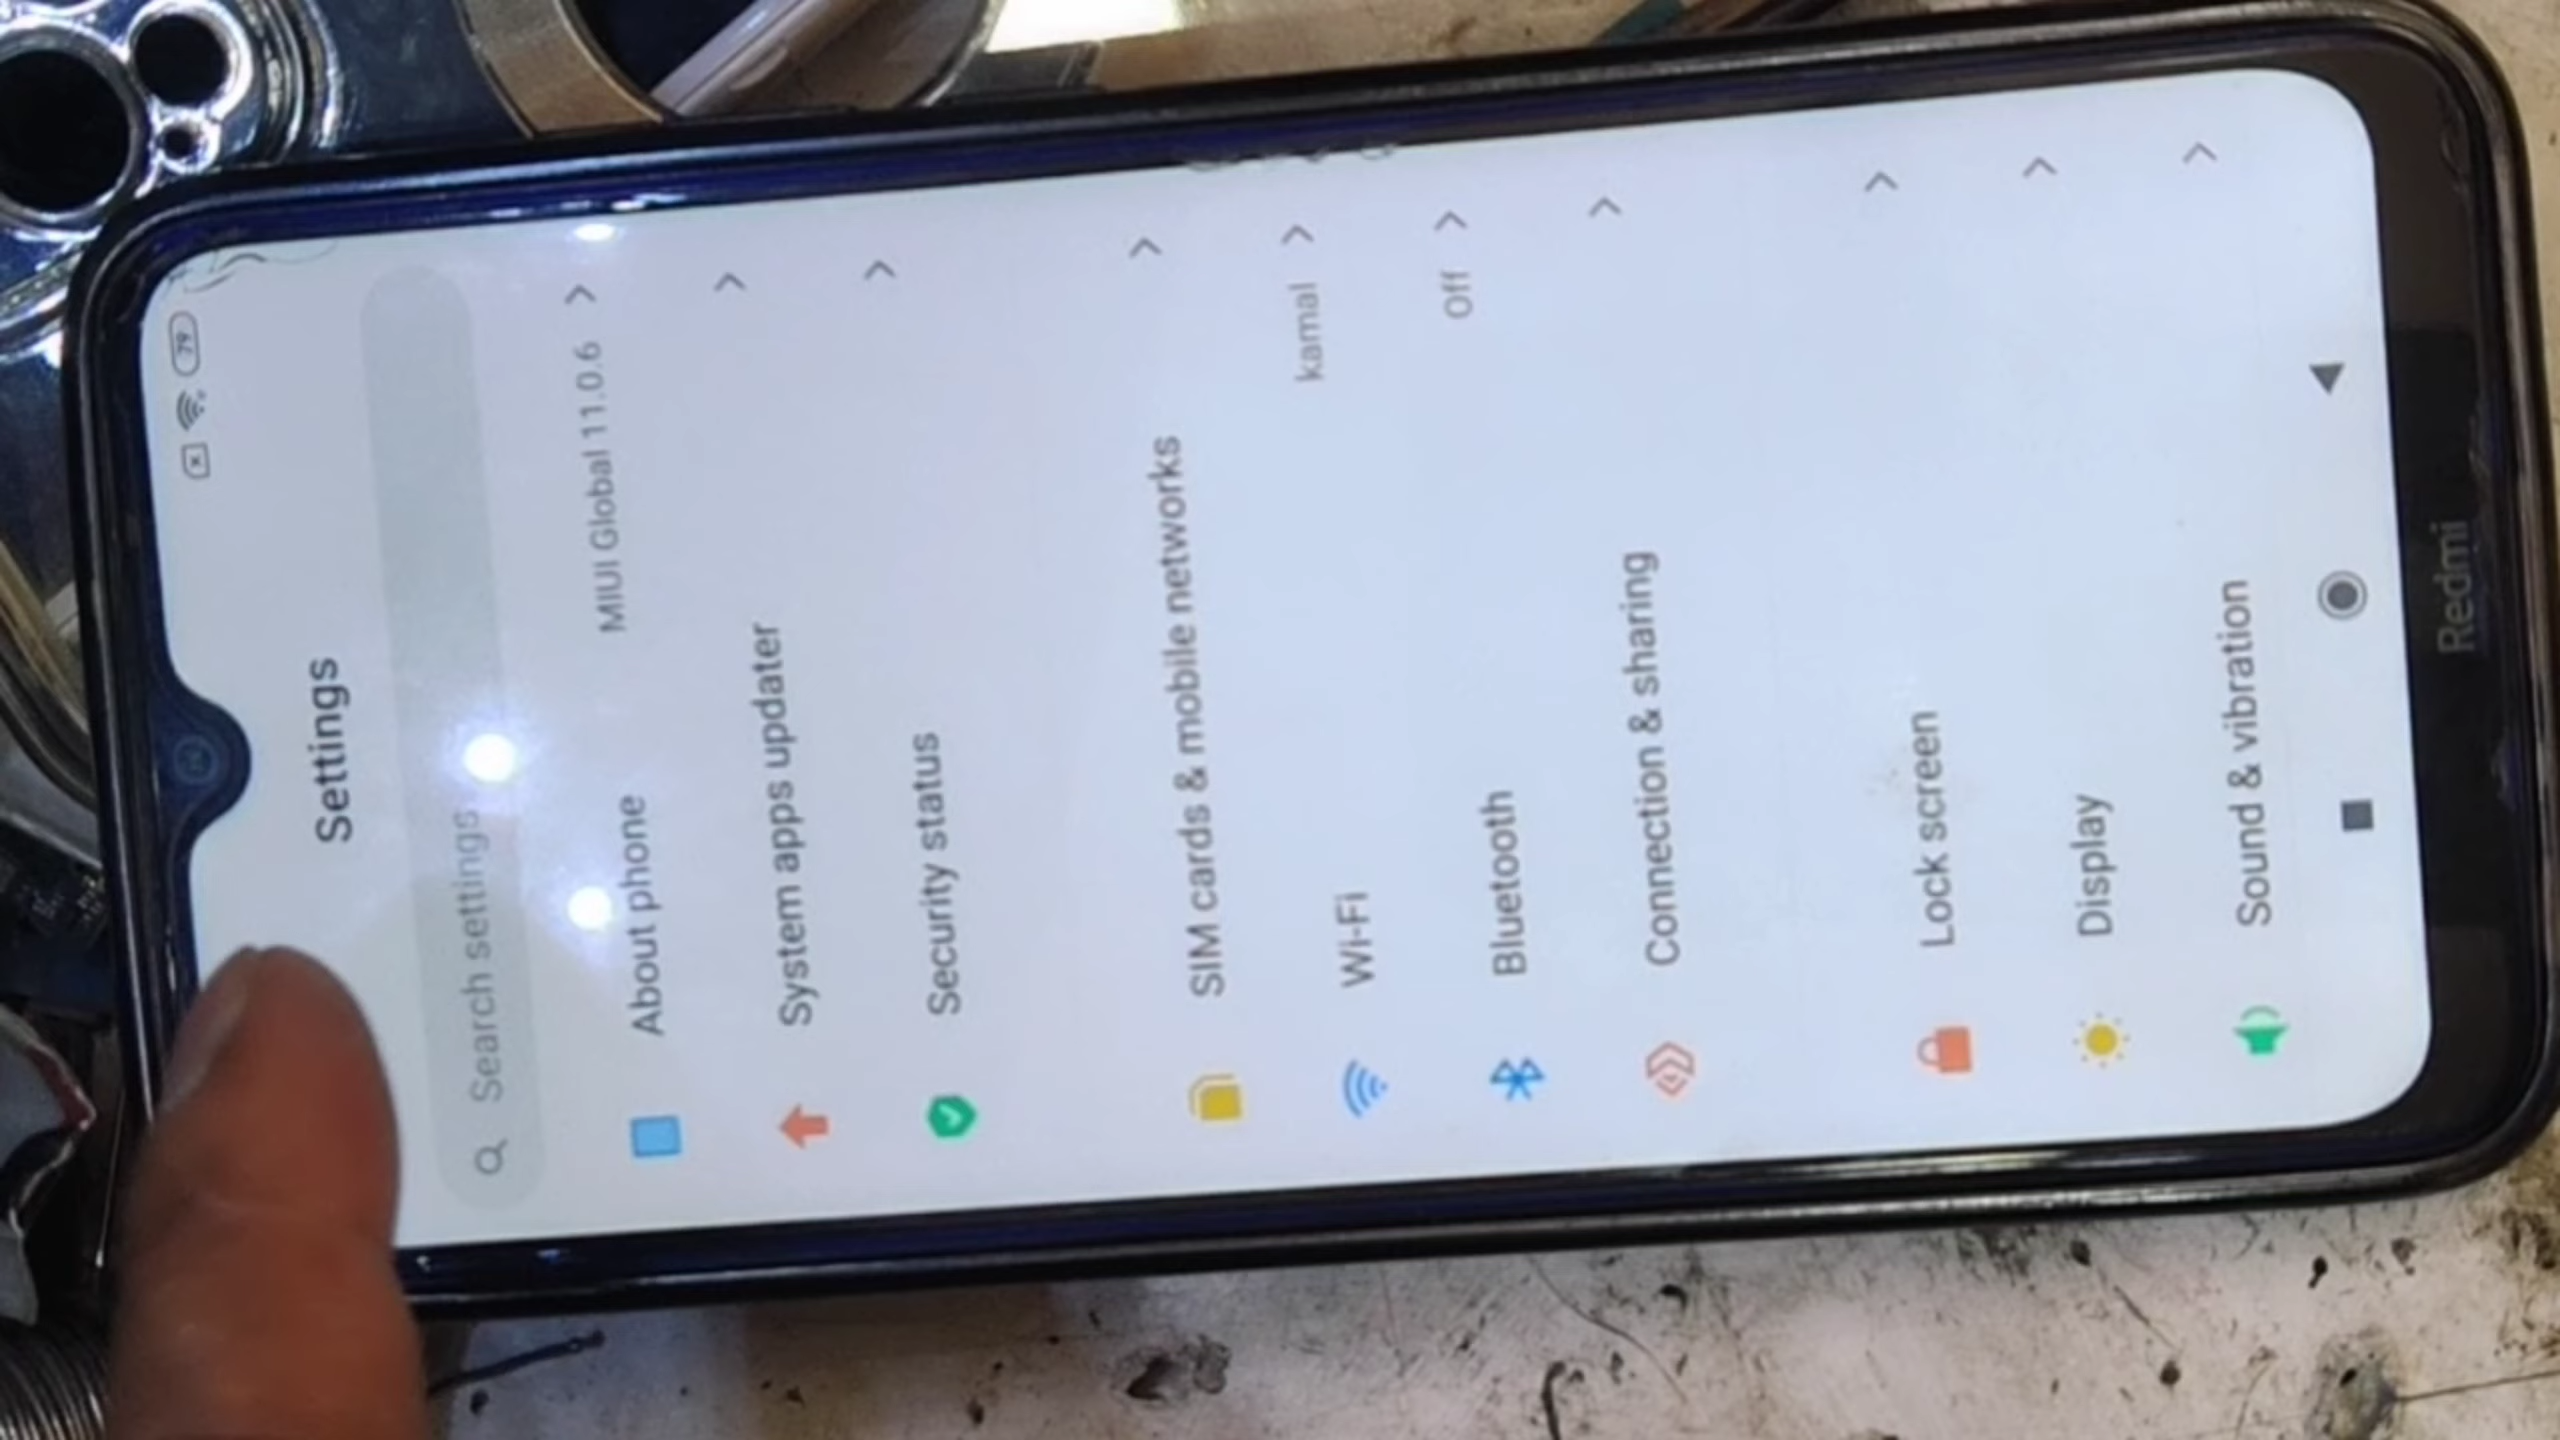 79
Settings
Search settings
About phone MIUI Global 11.0.6
System apps updater
Security status
SIM cards & mobile networks
Wi-Fi kamal
Bluetooth Off
Connection & sharing
Lock screen
Display
Sound & vibration
Redmi